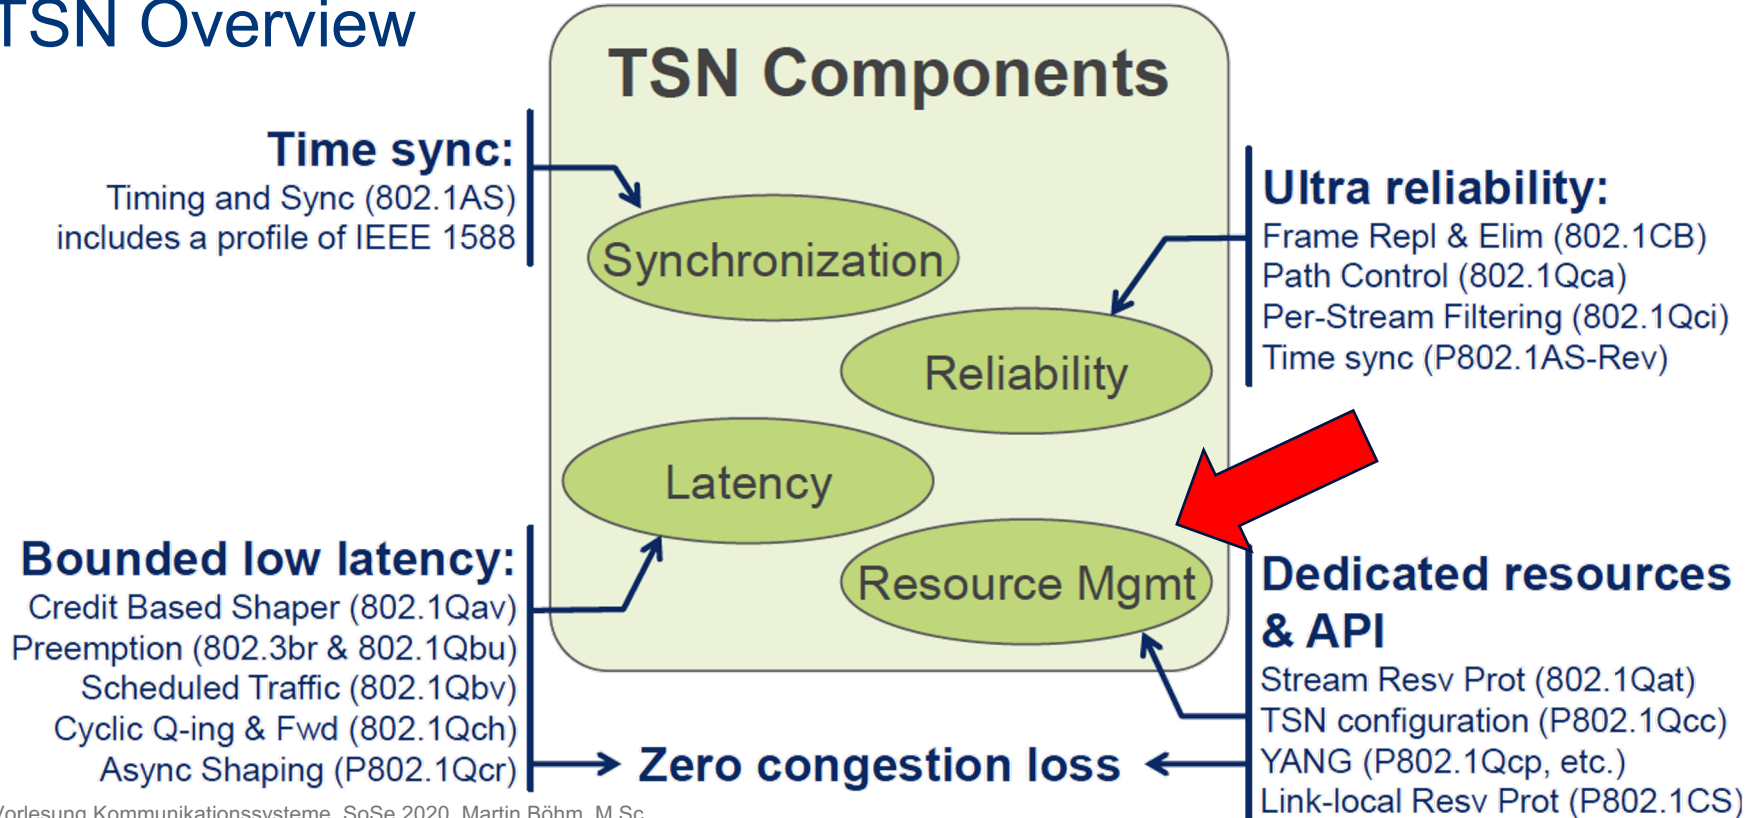 TSN Overview
TSN Components
Time sync:
Timing and Sync (802.1AS)
includes a profile of IEEE 1588
Synchronization
Ultra reliability:
Frame Repl & Elim (802.1CB)
Path Control (802.1Qca)
Per-Stream Filtering (802.1Qci)
Time sync (P802.1AS-Rev)
Reliability
Latency
Bounded low latency:
Credit Based Shaper (802.1Qav)
Preemption (802.3br & 802.1Qbu)
Scheduled Traffic (802.1Qbv)
Cyclic Q-ing & Fwd (802.1Qch)
Async Shaping (P802.1Qcr)
Resource Mgmt
Dedicated resources
& API
Stream Resv Prot (802.1Qat)
TSN configuration (P802.1Qcc)
YANG (P802.1Qcp, etc.)
Link-local Resv Prot (P802.1CS)
Zero congestion loss
Vorlesung Kommunikationssysteme, SoSe 2020, Martin Böhm, M.Sc.